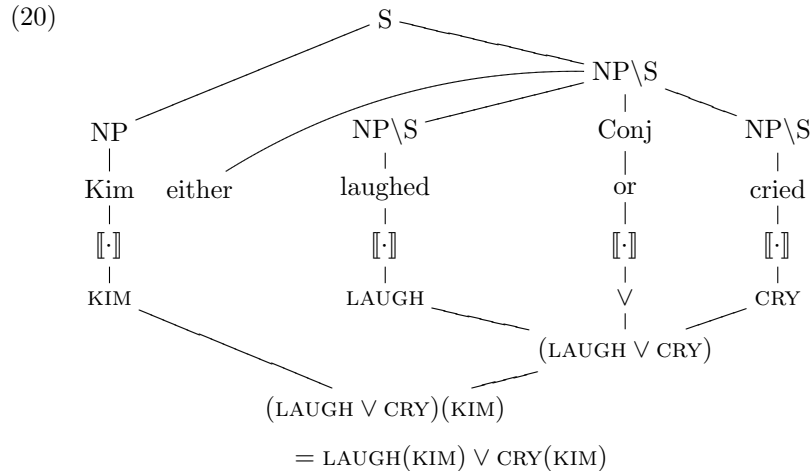 (20) S
NP\S
NP NP\S Conj NP\S
Kim either laughed or cried
⟦·⟧ ⟦·⟧ ⟦·⟧ ⟦·⟧
KIM LAUGH ∨ CRY
(LAUGH ∨ CRY)
(LAUGH ∨ CRY)(KIM)
= LAUGH(KIM) ∨ CRY(KIM)